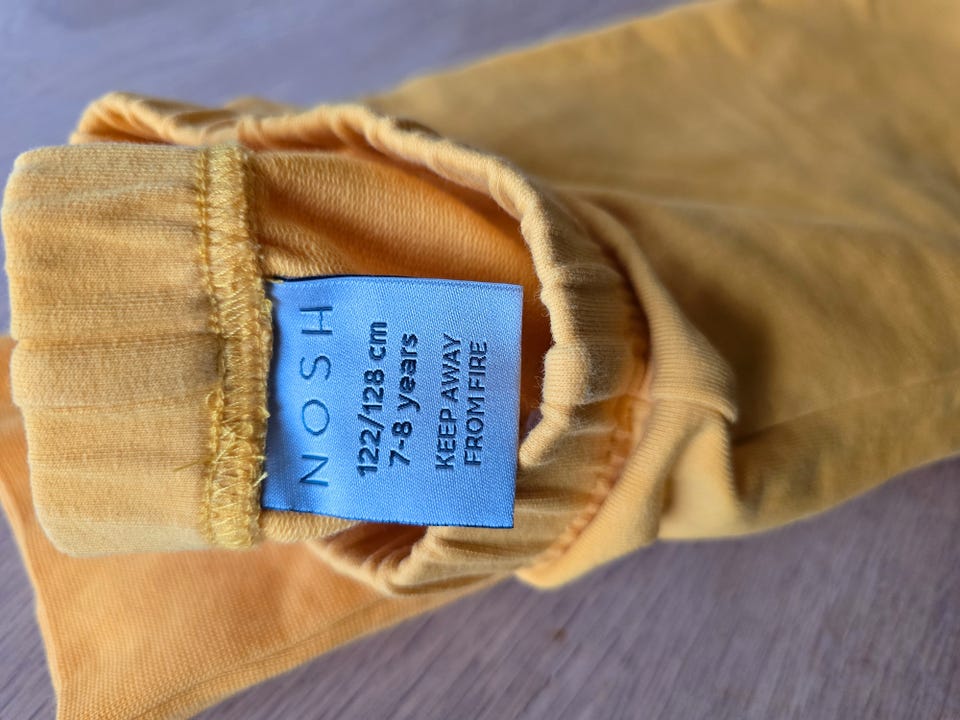 NOSH
122/128 cm
7-8 years
KEEP AWAY
FROM FIRE